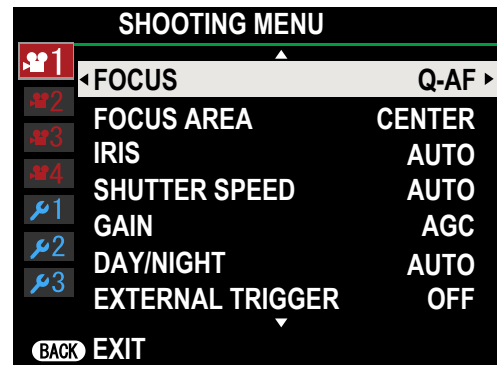 SHOOTING MENU
1
FOCUS Q-AF
2
FOCUS AREA CENTER
3
IRIS AUTO
4
SHUTTER SPEED AUTO
1
GAIN AGC
2
DAY/NIGHT AUTO
3
EXTERNAL TRIGGER OFF
BACK EXIT